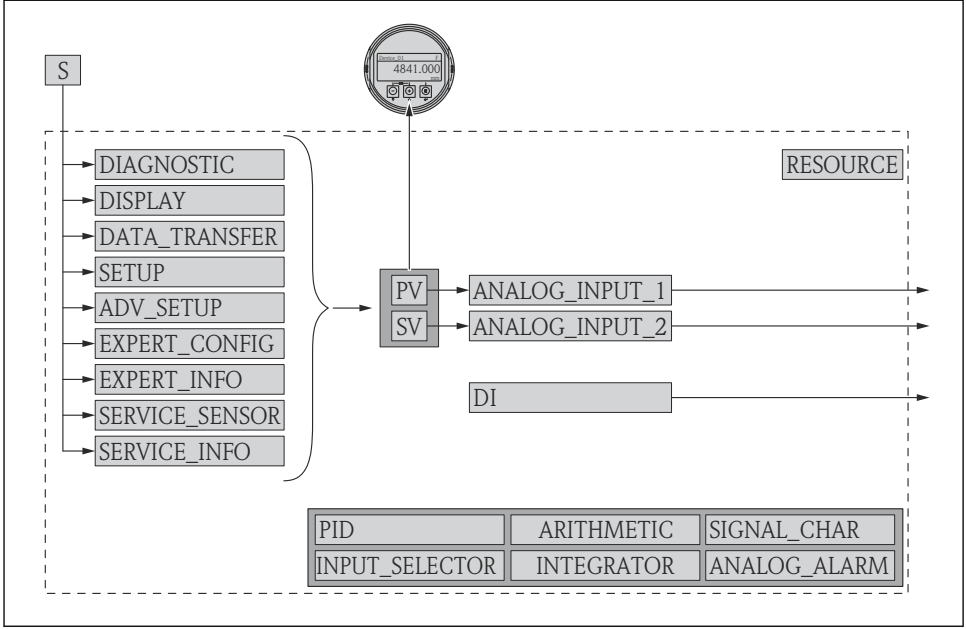 S
Device_01 F
4841.000
mm
DIAGNOSTIC
DISPLAY
DATA_TRANSFER
SETUP
ADV_SETUP
EXPERT_CONFIG
EXPERT_INFO
SERVICE_SENSOR
SERVICE_INFO
RESOURCE
PV
ANALOG_INPUT_1
SV
ANALOG_INPUT_2
DI
PID
ARITHMETIC
SIGNAL_CHAR
INPUT_SELECTOR
INTEGRATOR
ANALOG_ALARM